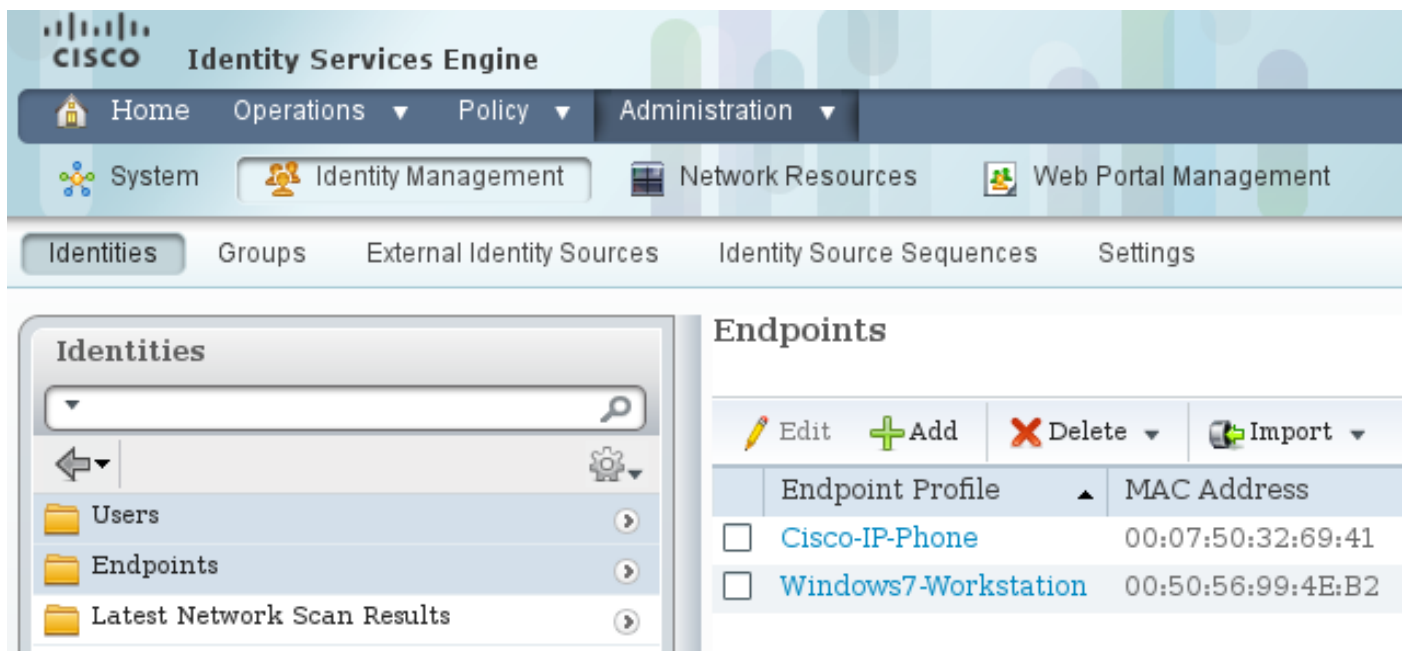 CISCO Identity Services Engine
Home Operations Policy Administration
System Identity Management Network Resources Web Portal Management
Identities Groups External Identity Sources Identity Source Sequences Settings
Identities
Users
Endpoints
Latest Network Scan Results
Endpoints
Edit Add Delete Import
Endpoint Profile MAC Address
Cisco-IP-Phone 00:07:50:32:69:41
Windows7-Workstation 00:50:56:99:4E:B2